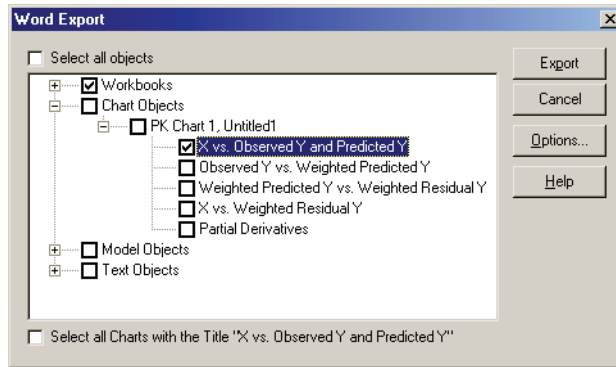 Word Export
Select all objects
Workbooks
Chart Objects
PK Chart 1, Untitled1
X vs. Observed Y and Predicted Y
Observed Y vs. Weighted Predicted Y
Weighted Predicted Y vs. Weighted Residual Y
X vs. Weighted Residual Y
Partial Derivatives
Model Objects
Text Objects
Select all Charts with the Title "X vs. Observed Y and Predicted Y"
Export
Cancel
Options...
Help